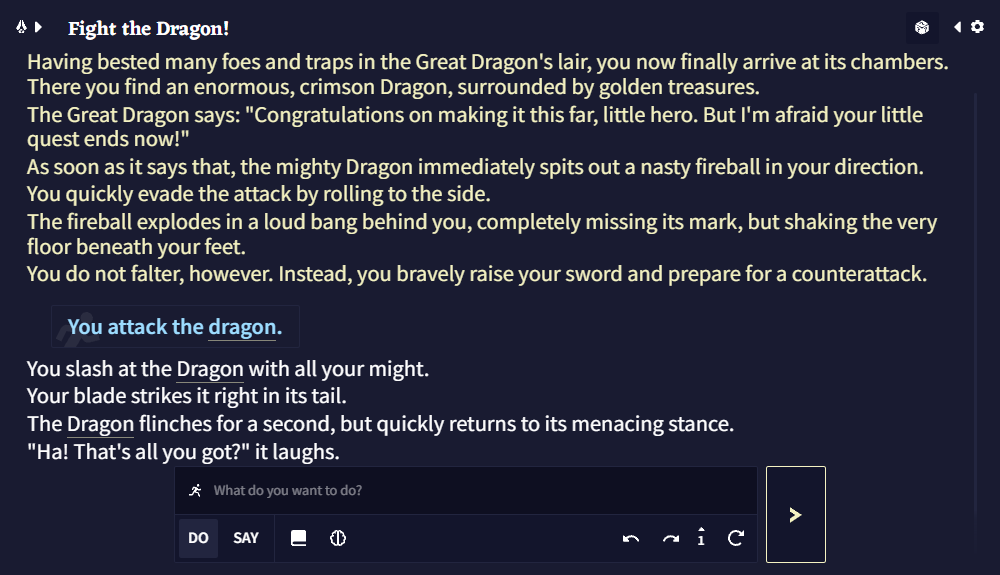 Fight the Dragon!
Having bested many foes and traps in the Great Dragon's lair, you now finally arrive at its chambers.
There you find an enormous, crimson Dragon, surrounded by golden treasures.
The Great Dragon says: "Congratulations on making it this far, little hero. But I'm afraid your little
quest ends now!"
As soon as it says that, the mighty Dragon immediately spits out a nasty fireball in your direction.
You quickly evade the attack by rolling to the side.
The fireball explodes in a loud bang behind you, completely missing its mark, but shaking the very
floor beneath your feet.
You do not falter, however. Instead, you bravely raise your sword and prepare for a counterattack.
You attack the dragon.
You slash at the Dragon with all your might.
Your blade strikes it right in its tail.
The Dragon flinches for a second, but quickly returns to its menacing stance.
"Ha! That's all you got?" it laughs.
What do you want to do?
DO SAY